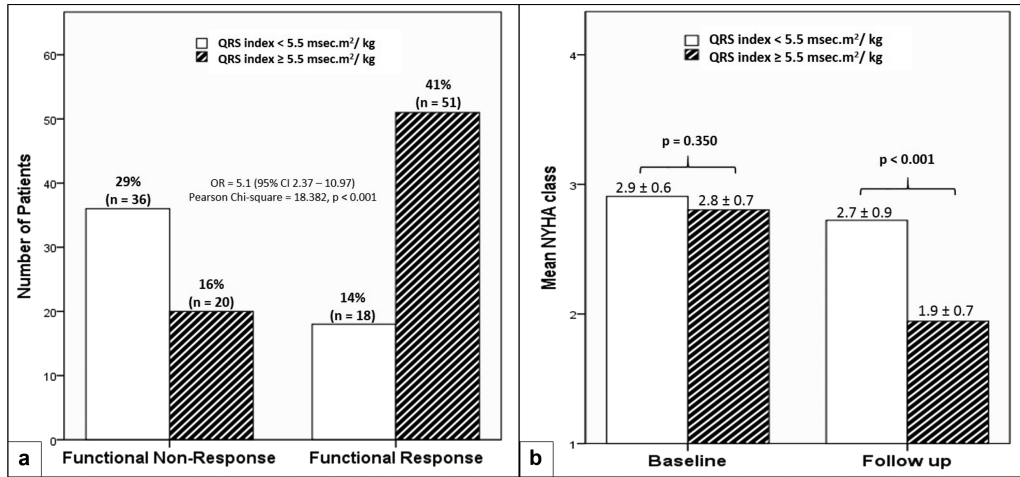 QRS index < 5.5 msec.m²/ kg
QRS index ≥ 5.5 msec.m²/ kg
Number of Patients
60
50
40
30
20
10
0
29%
(n = 36)
16%
(n = 20)
14%
(n = 18)
41%
(n = 51)
OR = 5.1 (95% CI 2.37 – 10.97)
Pearson Chi-square = 18.382, p < 0.001
Functional Non-Response
Functional Response
a
QRS index < 5.5 msec.m²/ kg
QRS index ≥ 5.5 msec.m²/ kg
Mean NYHA class
4
3
2
1
p = 0.350
p < 0.001
2.9 ± 0.6
2.8 ± 0.7
2.7 ± 0.9
1.9 ± 0.7
Baseline
Follow up
b